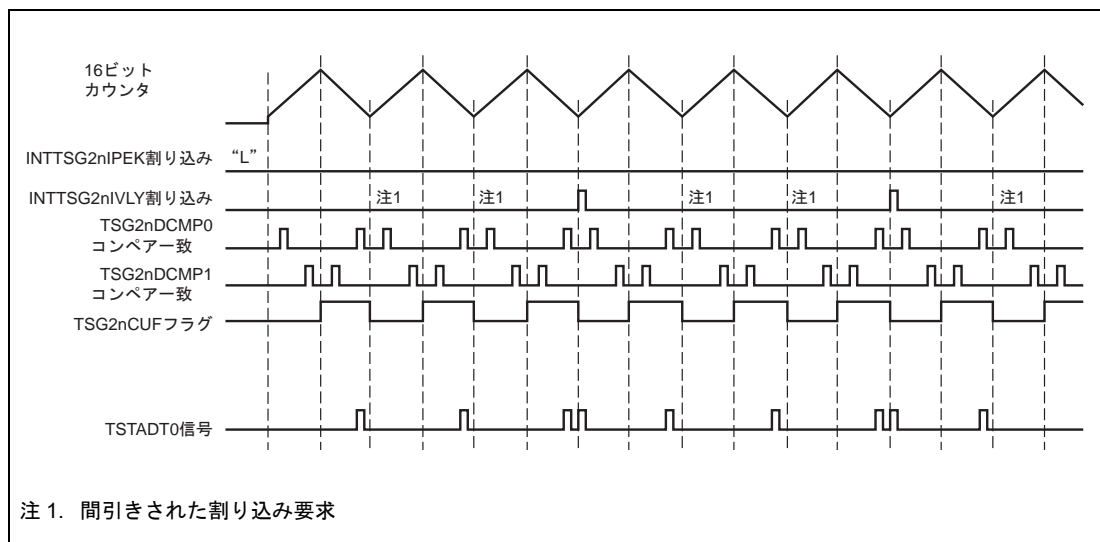 16ビット
カウンタ
INTTSG2nIPEK割り込み “L”
INTTSG2nIVLY割り込み 注1 注1 注1 注1 注1
TSG2nDCMP0
コンペアー一致
TSG2nDCMP1
コンペアー一致
TSG2nCUFフラグ
TSTADT0信号
注 1. 間引きされた割り込み要求